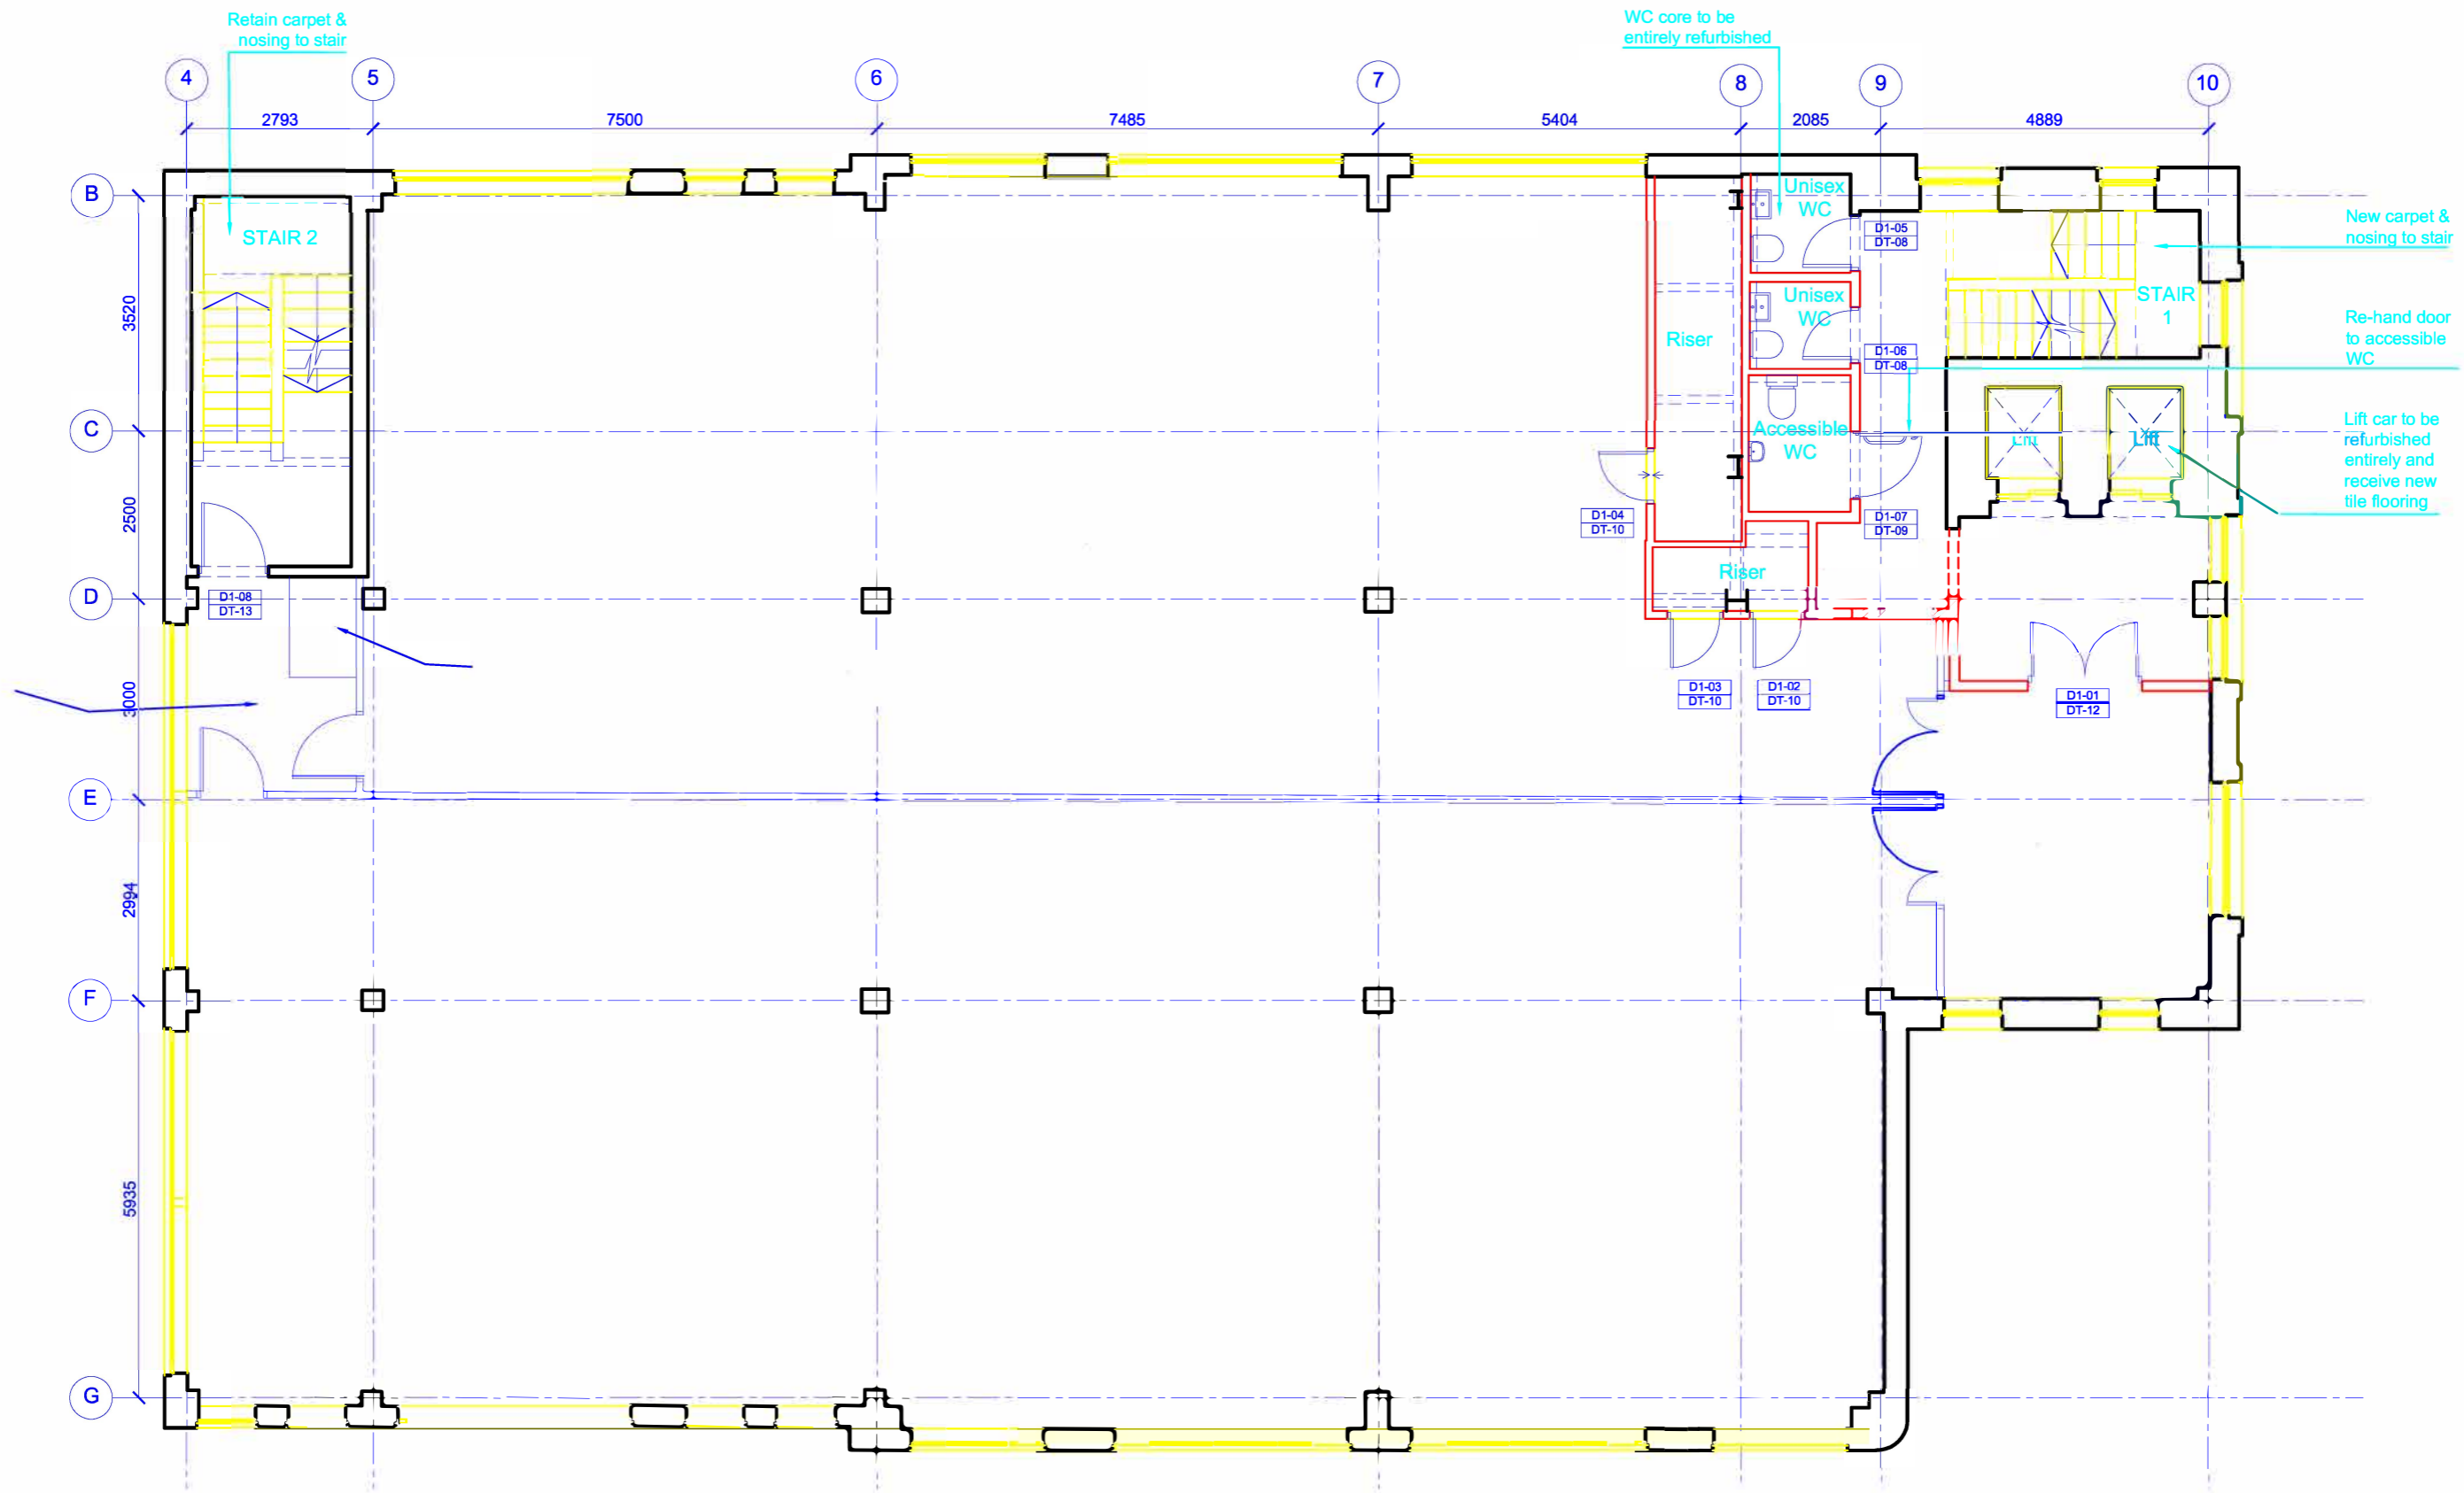 Retain carpet &
nosing to stair
WC core to be
entirely refurbished
4
5
6
7
8
9
10
2793
7500
7485
5404
2085
4889
B
C
D
E
F
G
3520
2500
3000
2994
5935
STAIR 2
Unisex
WC
D1-05
DT-08
New carpet &
nosing to stair
Unisex
WC
STAIR
1
Riser
D1-06
DT-08
Re-hand door
to accessible
WC
Accessible
WC
Lift
Lift
Lift car to be
refurbished
entirely and
receive new
tile flooring
D1-04
DT-10
D1-07
DT-09
Riser
D1-08
DT-13
D1-03
DT-10
D1-02
DT-10
D1-01
DT-12